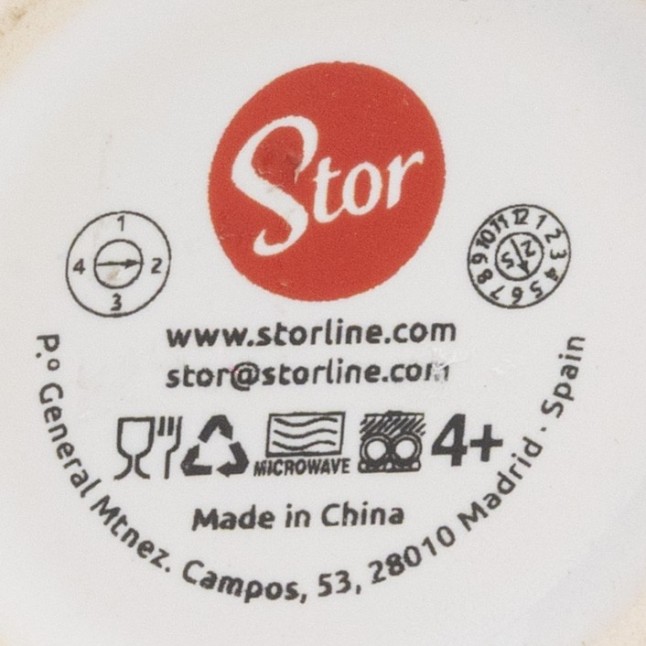 Stor
1
4 2
3
12 1 2 3 4 5 6 7 8 9 10 11
25
www.storline.com
stor@storline.com
MICROWAVE
4+
Made in China
P.º General Mtnez. Campos, 53, 28010 Madrid · Spain